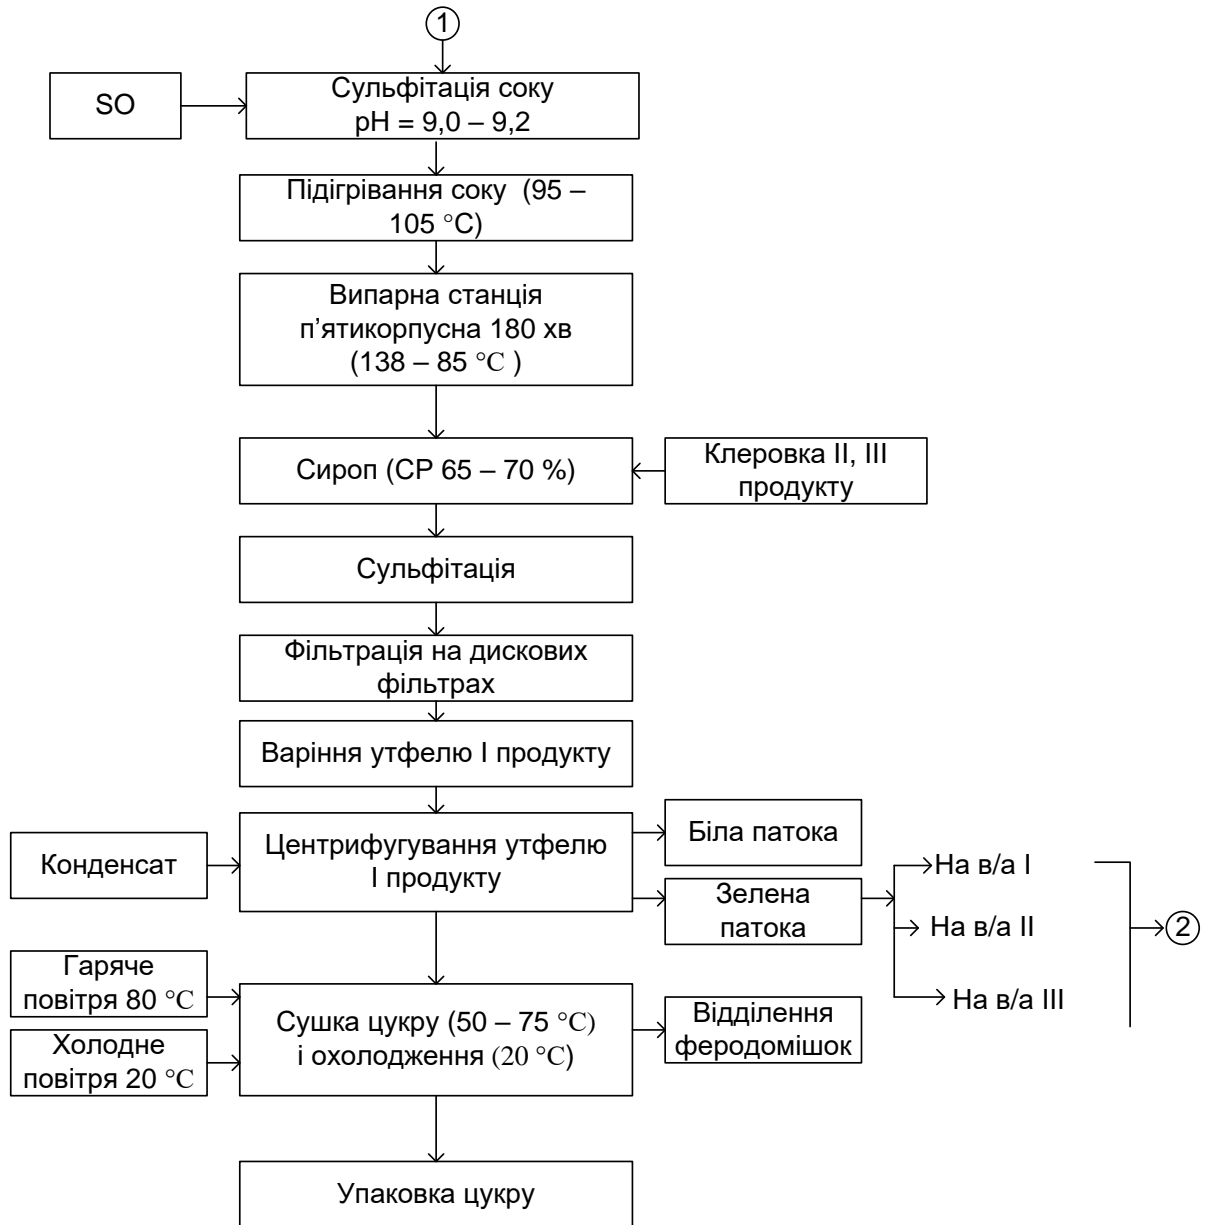 1
SO
Сульфітація соку
pH = 9,0 – 9,2
Підігрівання соку  (95 –
105 °C)
Випарна станція
п’ятикорпусна 180 хв
(138 – 85 °C )
Сироп (СР 65 – 70 %)
Клеровка II, III
продукту
Сульфітація
Фільтрація на дискових
фільтрах
Варіння утфелю I продукту
Конденсат
Центрифугування утфелю
I продукту
Біла патока
Зелена
патока
На в/а I
На в/а II
На в/а III
2
Гаряче
повітря 80 °C
Холодне
повітря 20 °C
Сушка цукру (50 – 75 °C)
і охолодження (20 °C)
Відділення
феродомішок
Упаковка цукру